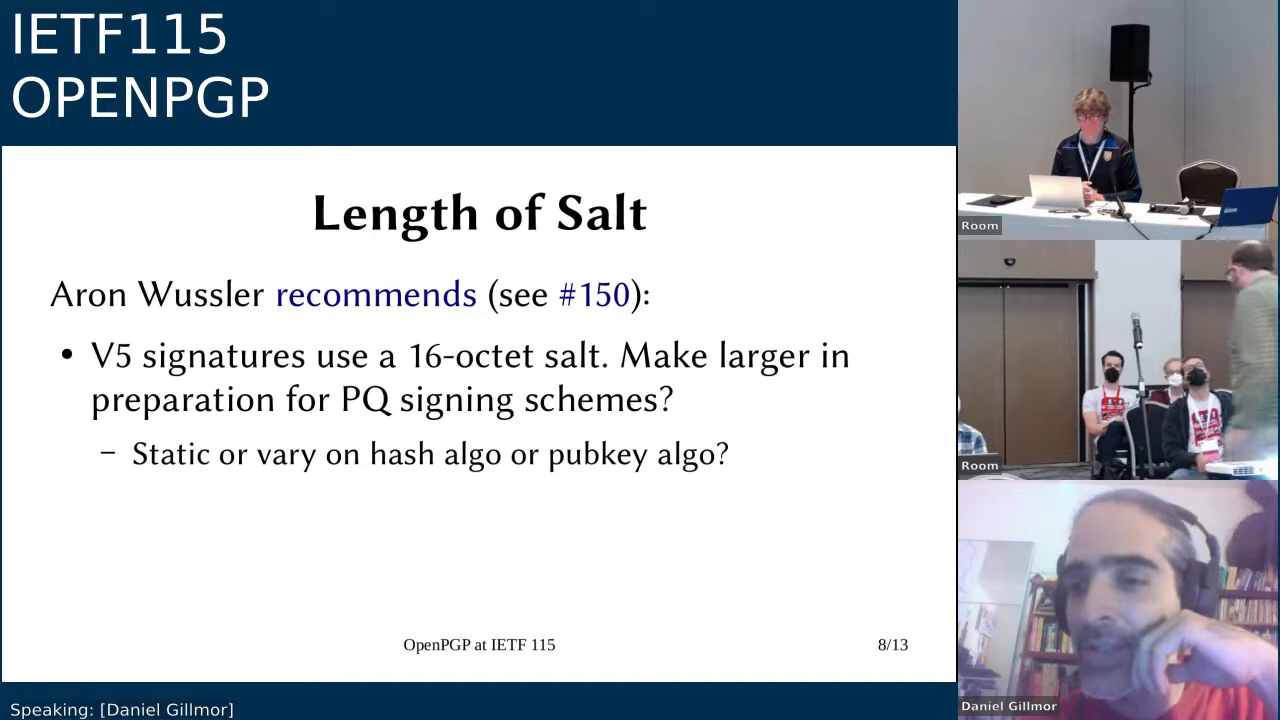 IETF115
OPENPGP
Length of Salt
Aron Wussler recommends (see #150):
• V5 signatures use a 16-octet salt. Make larger in
preparation for PQ signing schemes?
– Static or vary on hash algo or pubkey algo?
OpenPGP at IETF 115
8/13
Speaking: [Daniel Gillmor]
Room
Room
Daniel Gillmor